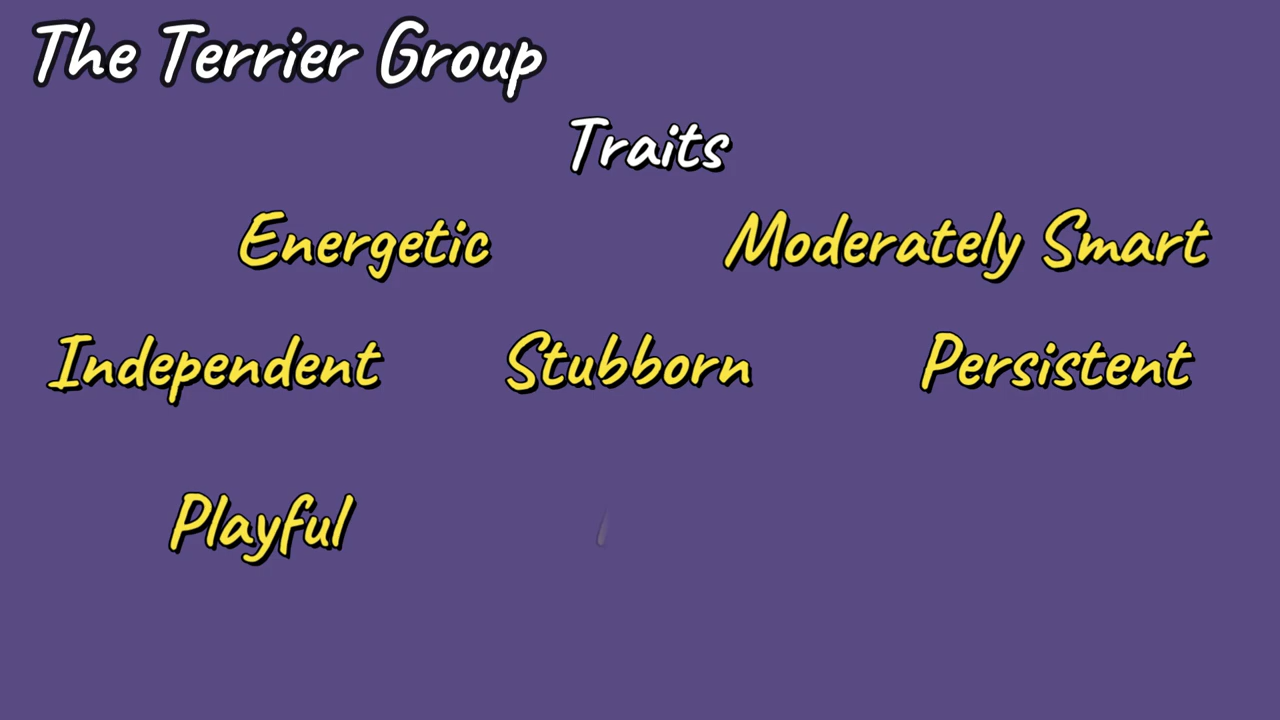 The Terrier Group
Traits
Energetic Moderately Smart
Independent Stubborn Persistent
Playful